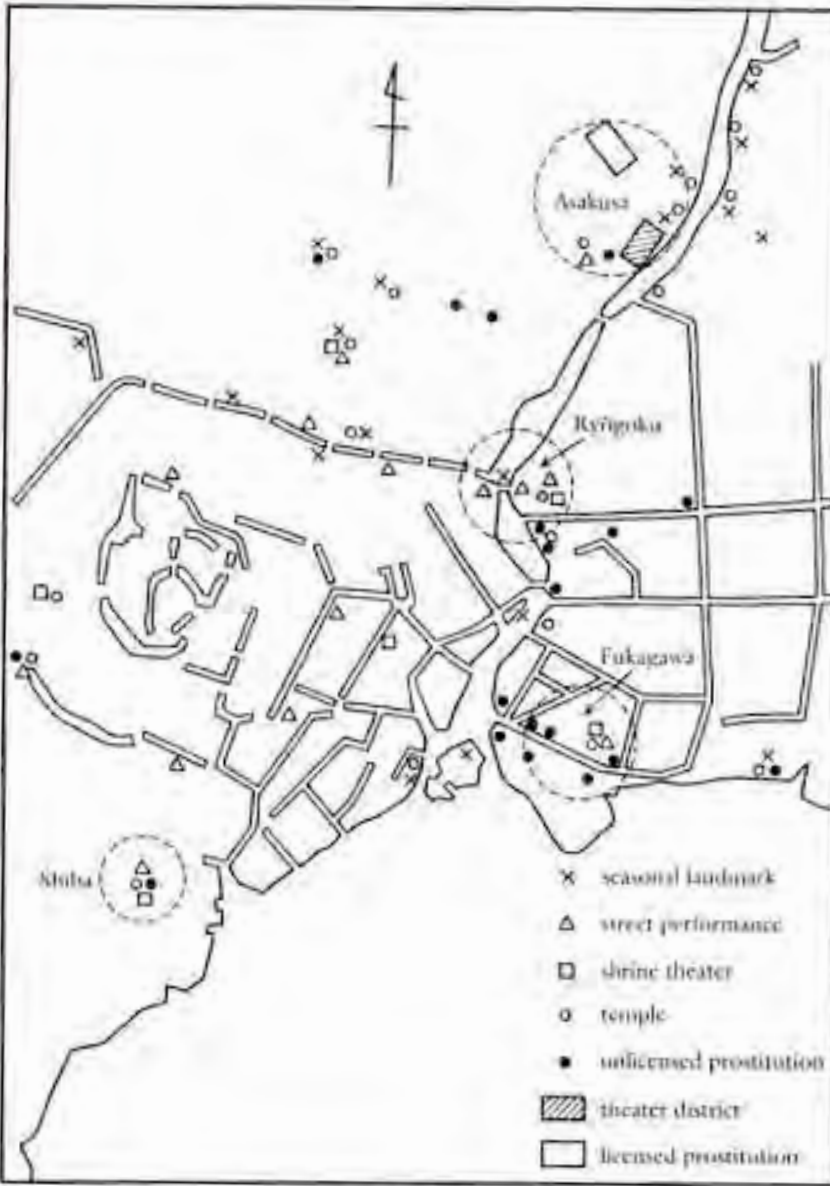 Asakusa
Ryōgoku
Fukagawa
Shiba
seasonal landmark
street performance
shrine theater
temple
unlicensed prostitution
theater district
licensed prostitution